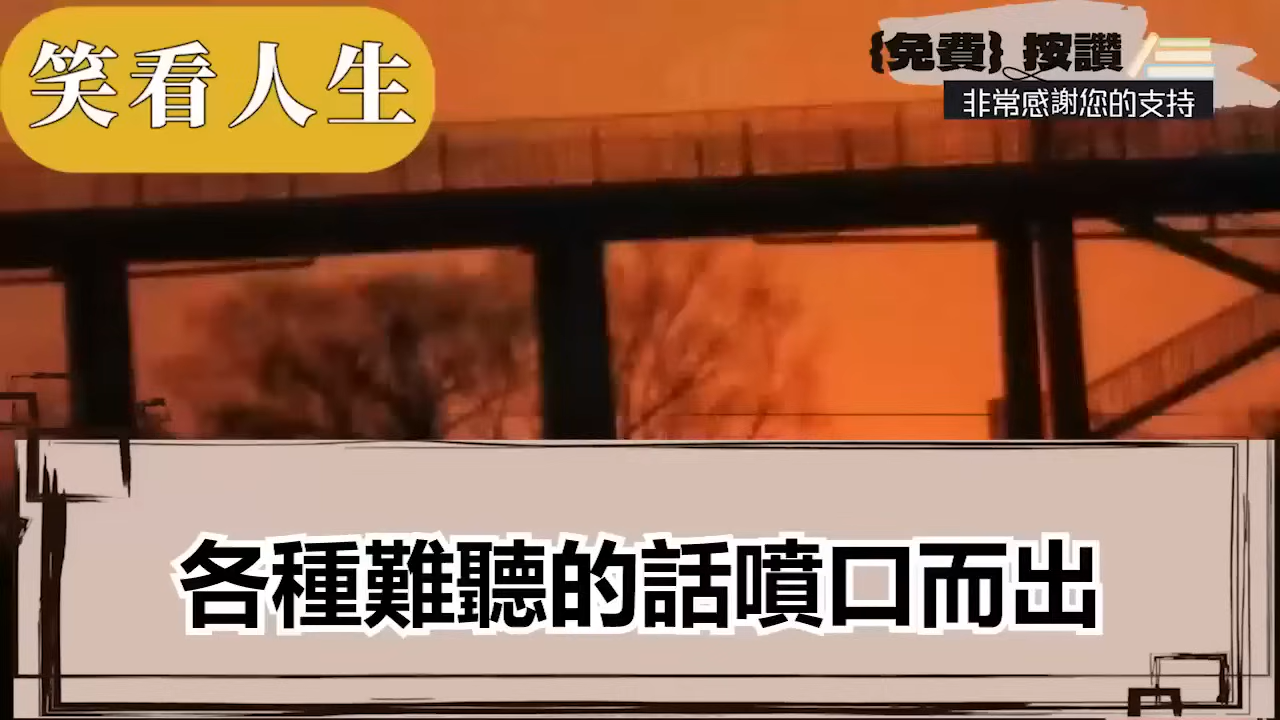 笑看人生
{免費} 按讚
非常感謝您的支持
各種難聽的話噴口而出